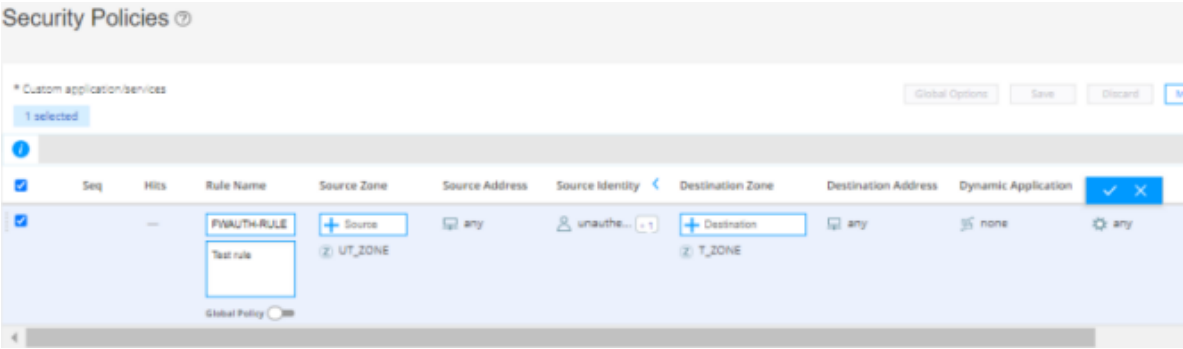 Security Policies ?
* Custom application/services
Global Options Save Discard M
1 selected
Seq Hits Rule Name Source Zone Source Address Source Identity Destination Zone Destination Address Dynamic Application
— FWAUTH-RULE Source any unauthe... +1 Destination any none any
Test rule Z UT_ZONE Z T_ZONE
Global Policy